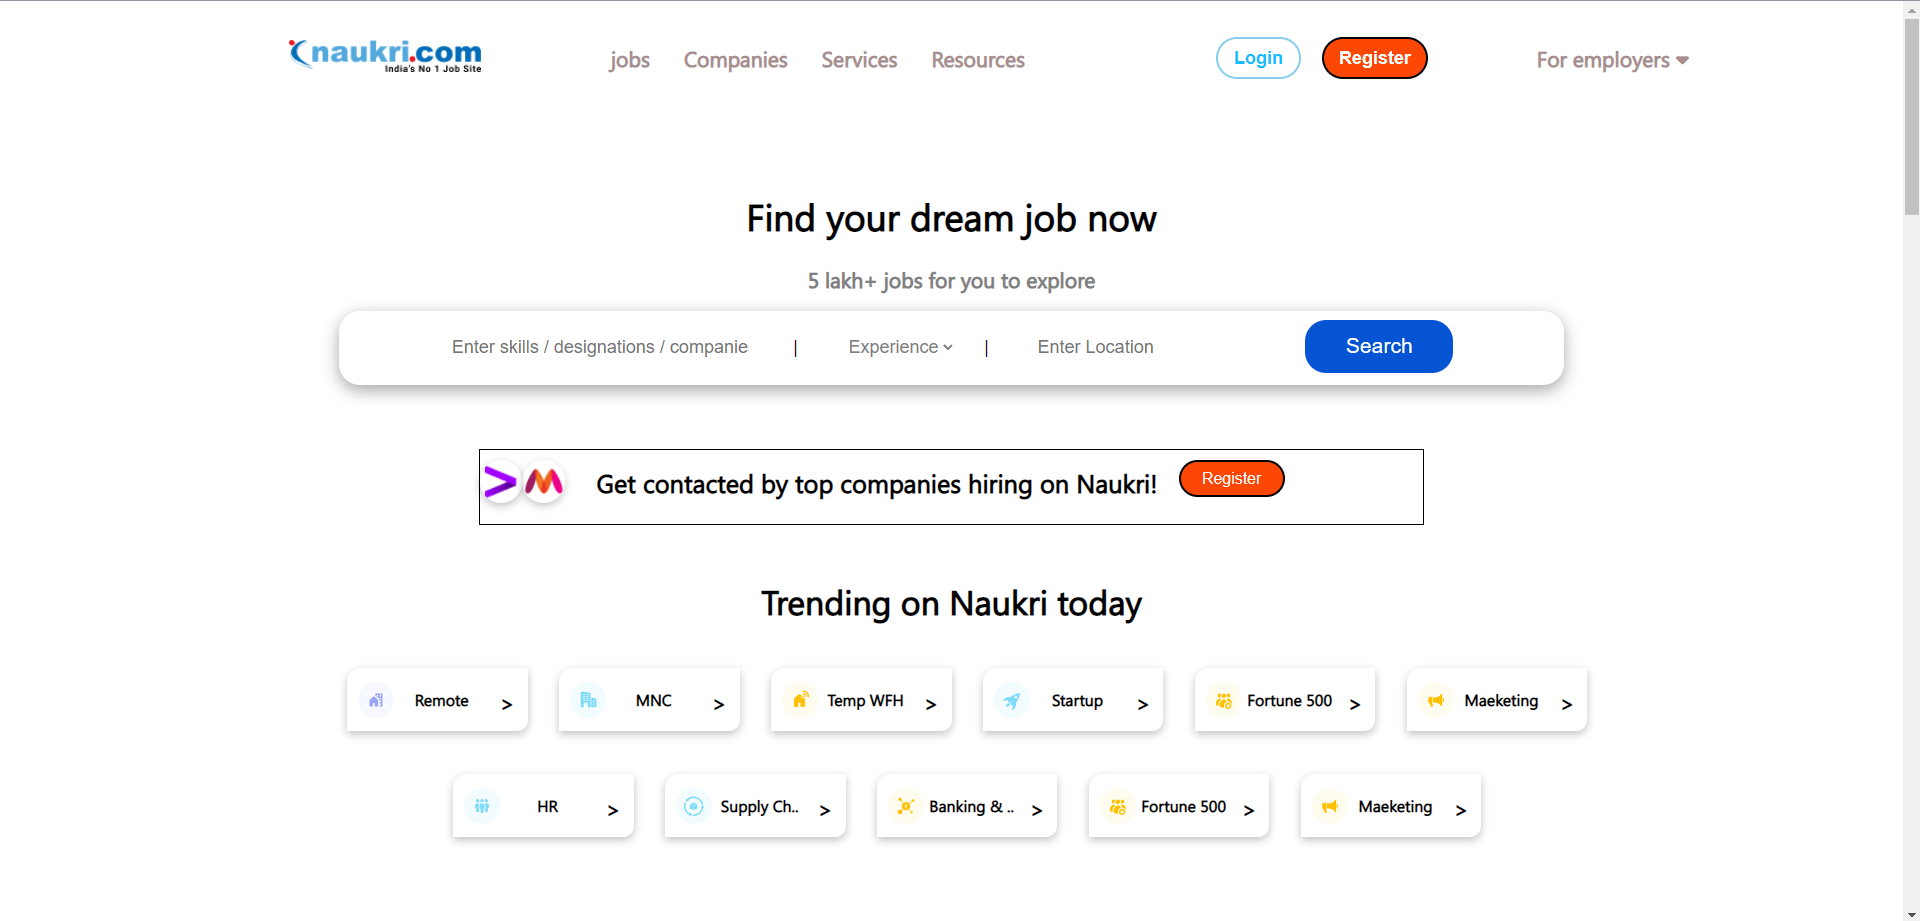 naukri.com
India's No 1 Job Site
jobs Companies Services Resources
Login Register
For employers
Find your dream job now
5 lakh+ jobs for you to explore
Enter skills / designations / companie | Experience | Enter Location Search
Get contacted by top companies hiring on Naukri! Register
Trending on Naukri today
Remote > MNC > Temp WFH > Startup > Fortune 500 > Maeketing >
HR > Supply Ch.. > Banking & .. > Fortune 500 > Maeketing >